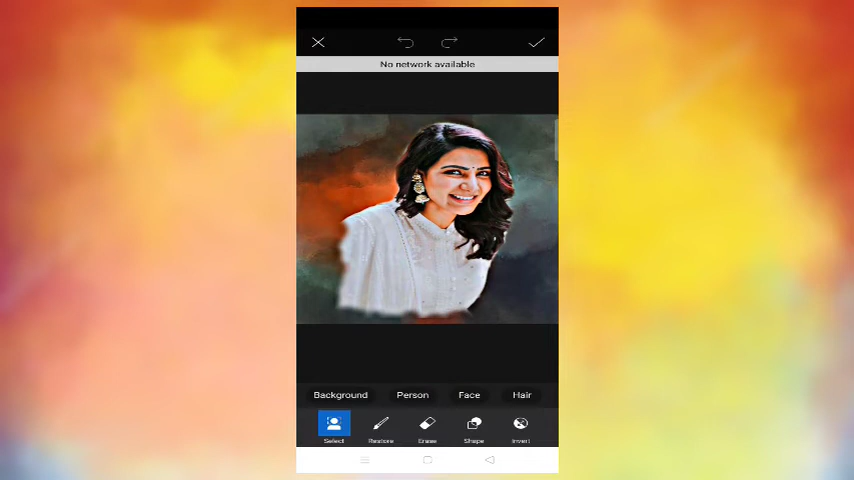 No network available
Background Person Face Hair
Select Restore Erase Shape Invert